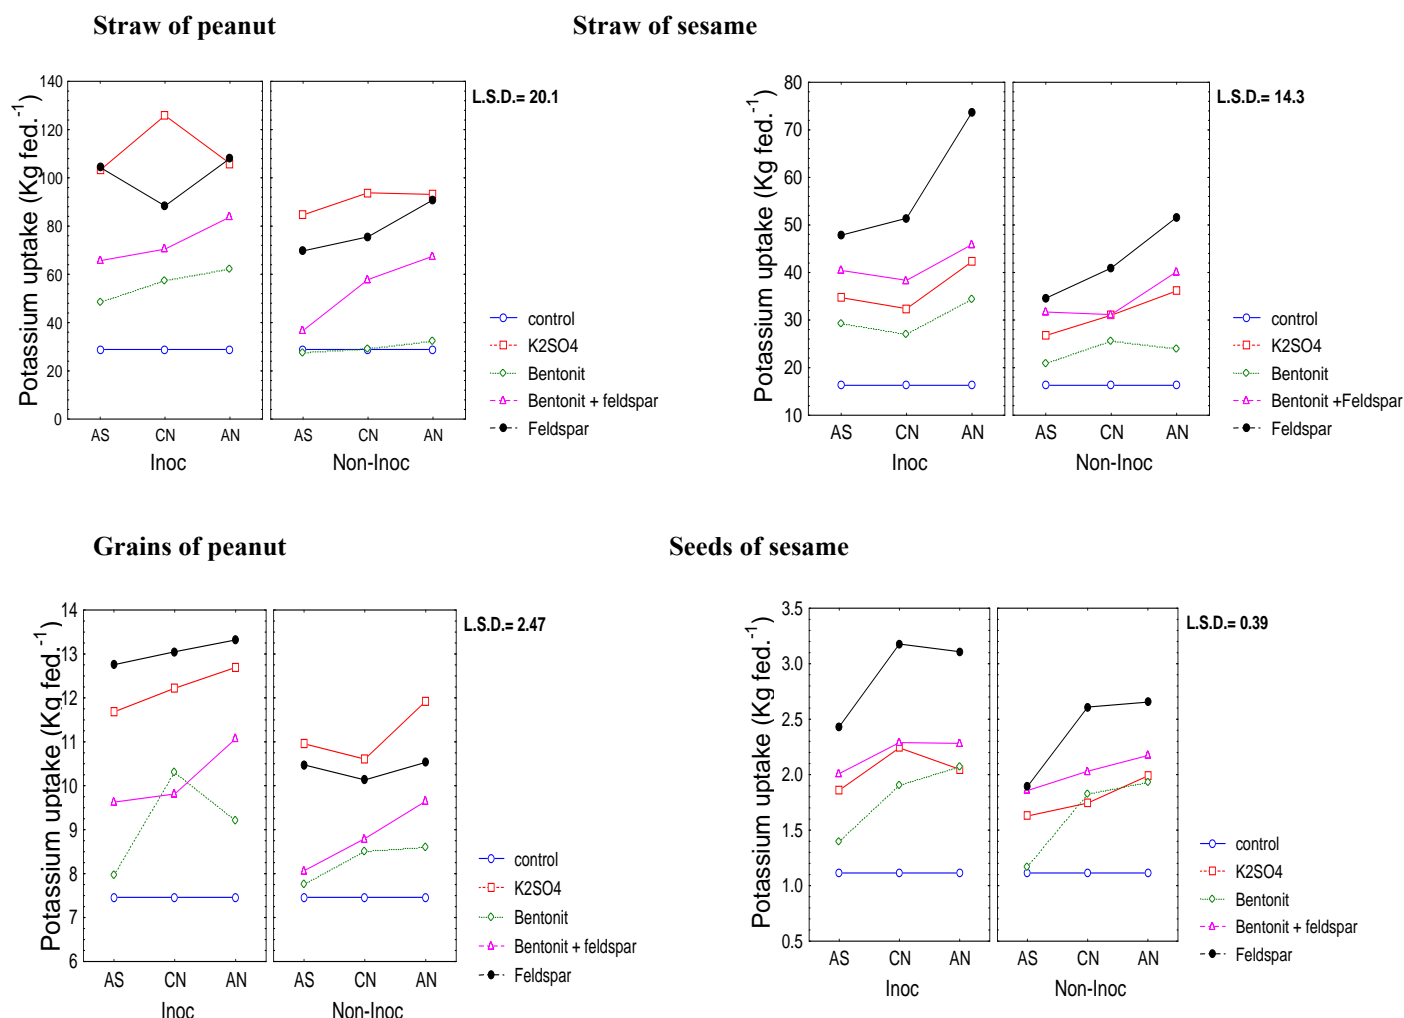 Straw of peanut
Straw of sesame
Potassium uptake (Kg fed.-1)
140
120
100
80
60
40
20
0
AS CN AN
Inoc
AS CN AN
Non-Inoc
L.S.D.= 20.1
control
K2SO4
Bentonit
Bentonit + feldspar
Feldspar
Potassium uptake (Kg fed.-1)
80
70
60
50
40
30
20
10
AS CN AN
Inoc
AS CN AN
Non-Inoc
L.S.D.= 14.3
control
K2SO4
Bentonit
Bentonit +Feldspar
Feldspar
Grains of peanut
Seeds of sesame
Potassium uptake (Kg fed.-1)
14
13
12
11
10
9
8
7
6
AS CN AN
Inoc
AS CN AN
Non-Inoc
L.S.D.= 2.47
control
K2SO4
Bentonit
Bentonit + feldspar
Feldspar
Potassium uptake (Kg fed.-1)
3.5
3.0
2.5
2.0
1.5
1.0
0.5
AS CN AN
Inoc
AS CN AN
Non-Inoc
L.S.D.= 0.39
control
K2SO4
Bentonit
Bentonit + feldspar
Feldspar